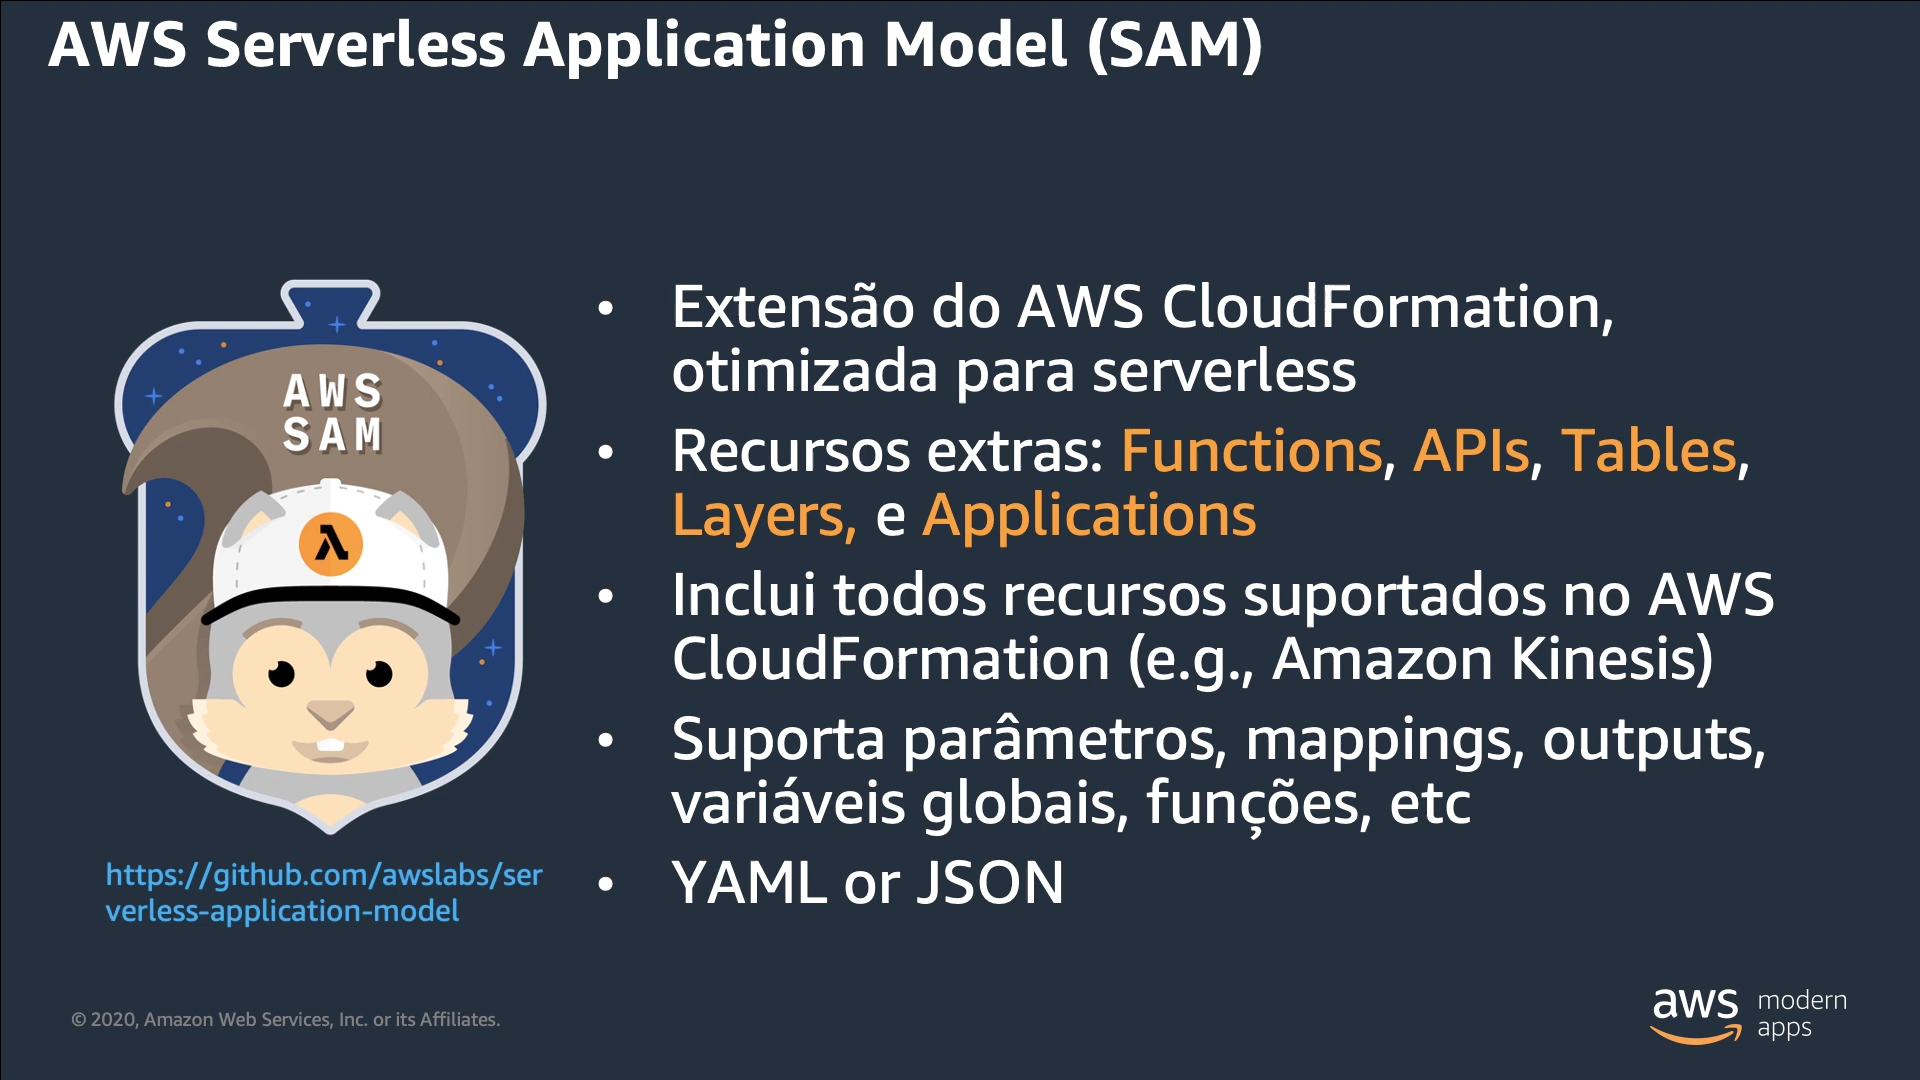 AWS Serverless Application Model (SAM)
AWS
SAM
https://github.com/awslabs/ser
verless-application-model
• Extensão do AWS CloudFormation,
otimizada para serverless
• Recursos extras: Functions, APIs, Tables,
Layers, e Applications
• Inclui todos recursos suportados no AWS
CloudFormation (e.g., Amazon Kinesis)
• Suporta parâmetros, mappings, outputs,
variáveis globais, funções, etc
• YAML or JSON
© 2020, Amazon Web Services, Inc. or its Affiliates.
aws modern
apps